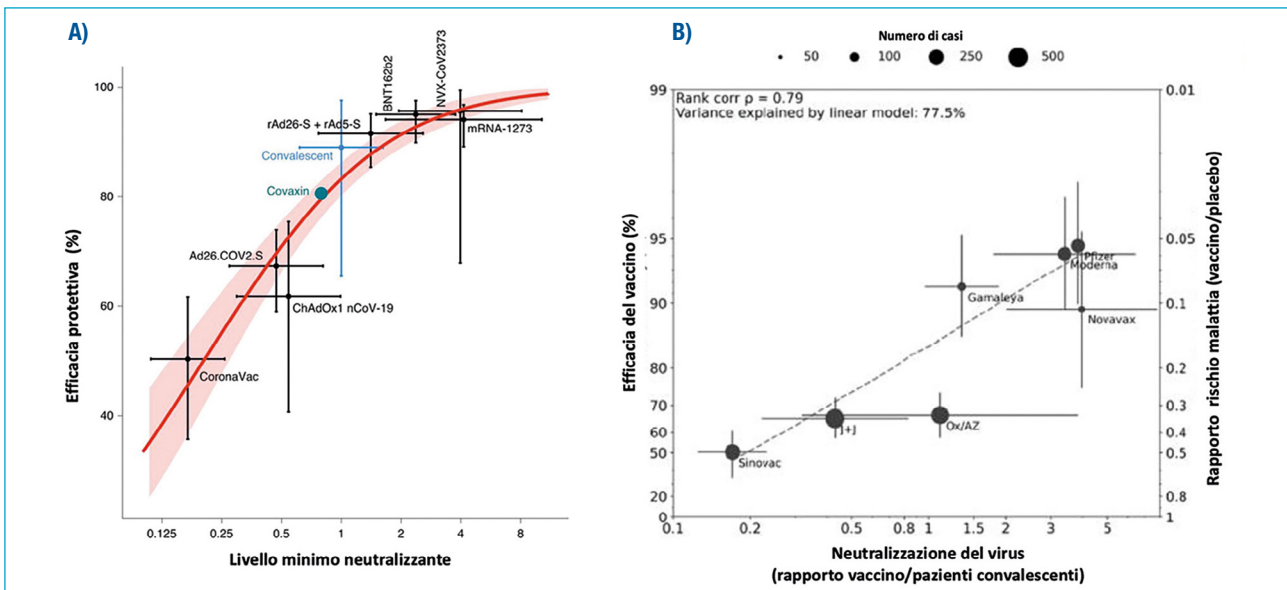 A)
Efficacia protettiva (%)
100
80
60
40
0.125 0.25 0.5 1 2 4 8
Livello minimo neutralizzante
BNT162b2
NVX-CoV2373
rAd26-S + rAd5-S
mRNA-1273
Convalescent
Covaxin
Ad26.COV2.S
ChAdOx1 nCoV-19
CoronaVac
B)
Numero di casi
50 100 250 500
Rank corr ρ = 0.79
Variance explained by linear model: 77.5%
Efficacia del vaccino (%)
99
95
90
80
70
60
50
20
0
Pfizer
Moderna
Gamaleya
Novavax
J+J
Ox/AZ
Sinovac
0.01
0.05
0.1
0.2
0.3
0.4
0.5
0.8
1
Rapporto rischio malattia (vaccino/placebo)
0.1 0.2 0.5 0.8 1 1.5 2 3 5
Neutralizzazione del virus
(rapporto vaccino/pazienti convalescenti)